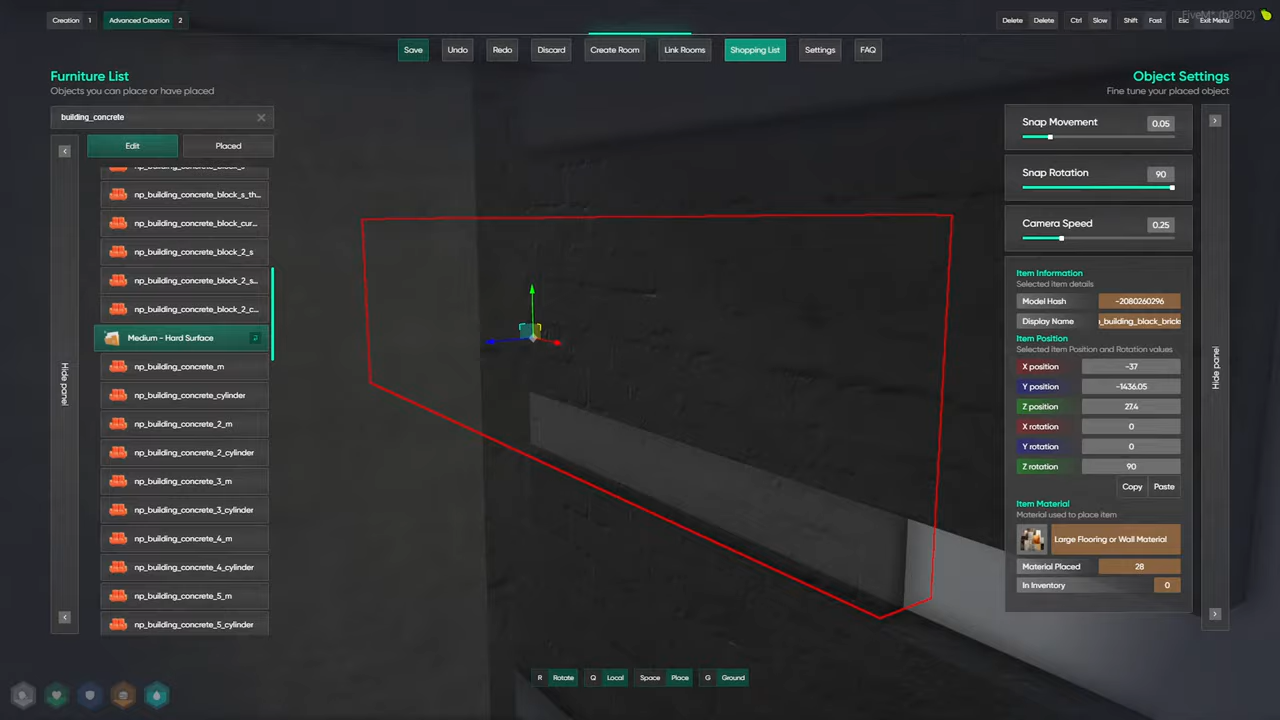 Creation 1 Advanced Creation 2
Delete Delete Ctrl Slow Shift Fast Esc Exit Menu
FiveM* (b2802)
Save Undo Redo Discard Create Room Link Rooms Shopping List Settings FAQ
Furniture List
Objects you can place or have placed
building_concrete
Edit Placed
np_building_concrete_block_s
np_building_concrete_block_s_th...
np_building_concrete_block_cur...
np_building_concrete_block_2_s
np_building_concrete_block_2_s...
np_building_concrete_block_2_c...
Medium - Hard Surface 2
np_building_concrete_m
np_building_concrete_cylinder
np_building_concrete_2_m
np_building_concrete_2_cylinder
np_building_concrete_3_m
np_building_concrete_3_cylinder
np_building_concrete_4_m
np_building_concrete_4_cylinder
np_building_concrete_5_m
np_building_concrete_5_cylinder
Hide panel
Object Settings
Fine tune your placed object
Snap Movement 0.05
Snap Rotation 90
Camera Speed 0.25
Item Information
Selected item details
Model Hash -2080260296
Display Name _building_block_bricks
Item Position
Selected item Position and Rotation values
X position -37
Y position -1436.05
Z position 27.4
X rotation 0
Y rotation 0
Z rotation 90
Copy Paste
Item Material
Material used to place item
Large Flooring or Wall Material
Material Placed 28
In Inventory 0
Hide panel
R Rotate Q Local Space Place G Ground